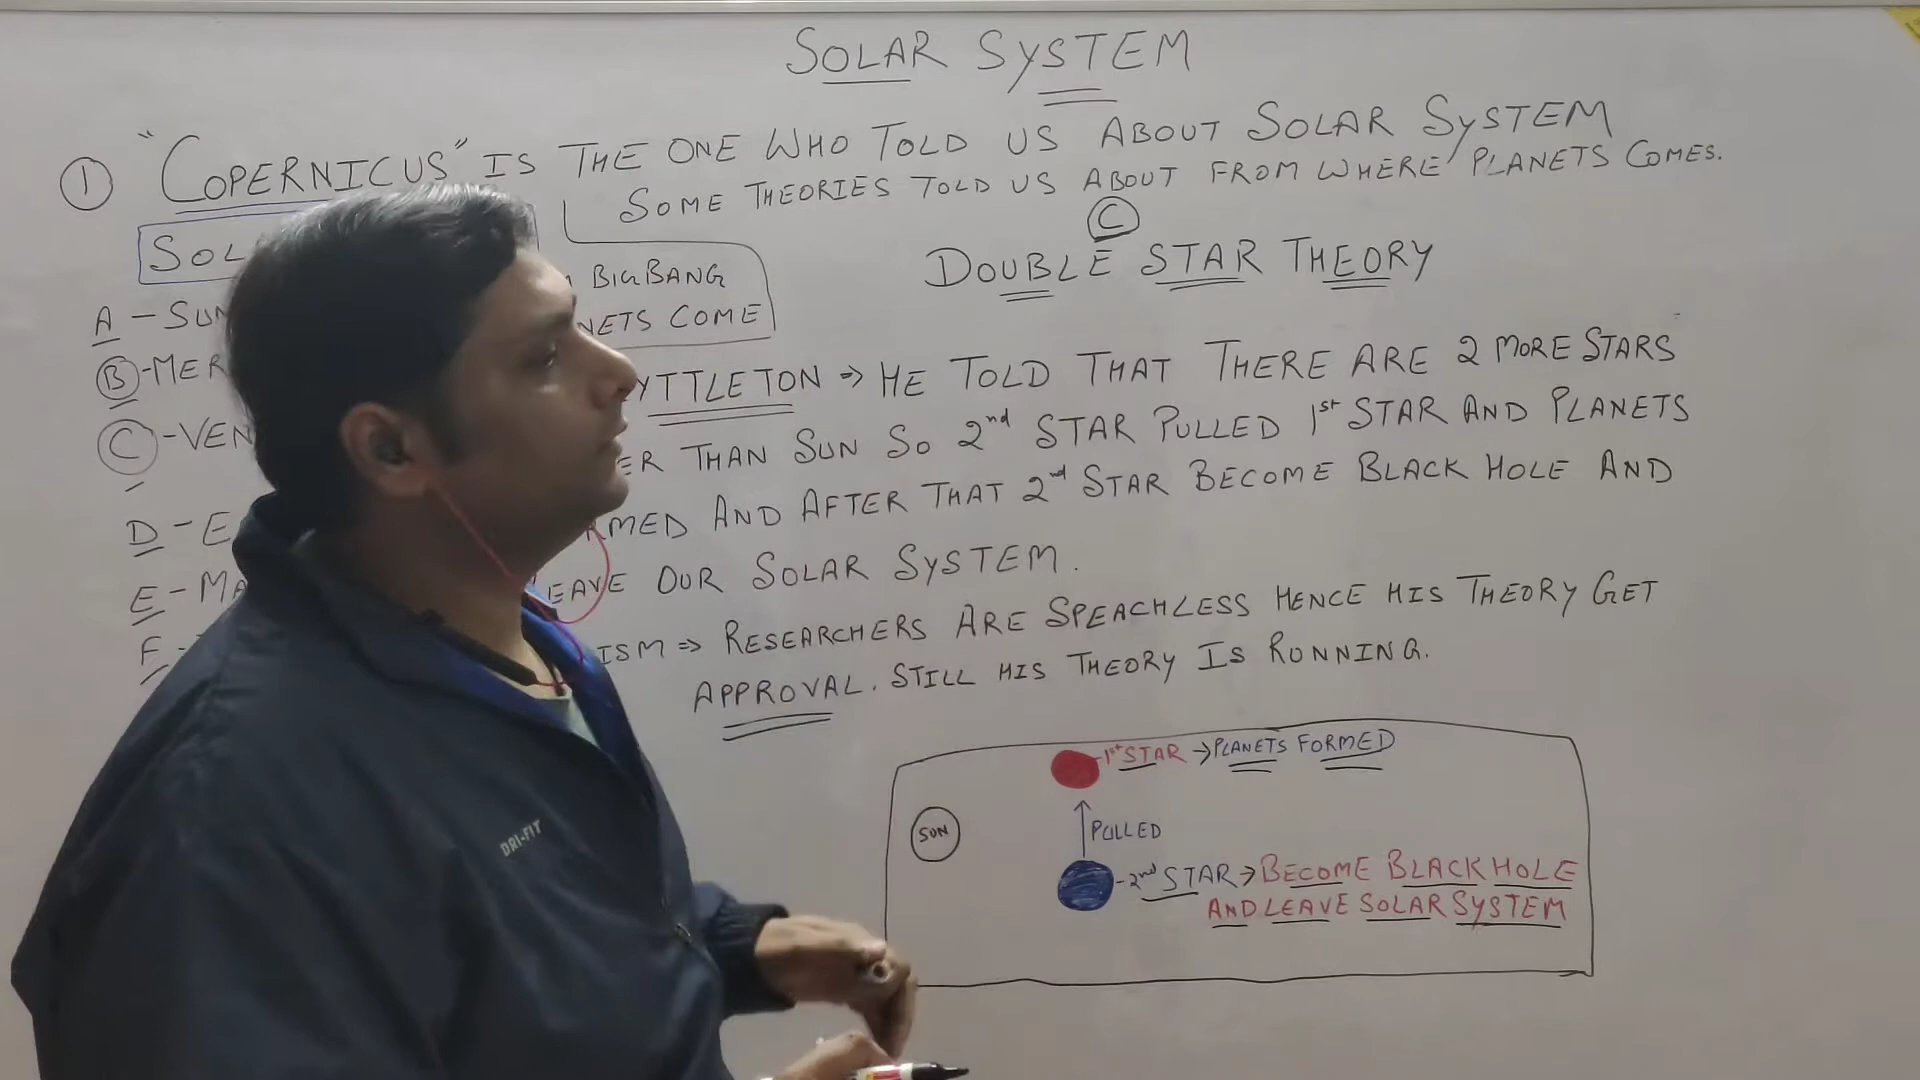 SOLAR SYSTEM
① "COPERNICUS" IS THE ONE WHO TOLD US ABOUT SOLAR SYSTEM
SOME THEORIES TOLD US ABOUT FROM WHERE PLANETS COMES.
SOL
BIGBANG
NETS COME
Ⓒ
DOUBLE STAR THEORY
A - SUN
Ⓑ - MER
Ⓒ - VEN
D - E
E - MA
F -
YTTLETON ⇒ HE TOLD THAT THERE ARE 2 MORE STARS
ER THAN SUN SO 2nd STAR PULLED 1st STAR AND PLANETS
RMED AND AFTER THAT 2nd STAR BECOME BLACK HOLE AND
EAVE OUR SOLAR SYSTEM.
ISM ⇒ RESEARCHERS ARE SPEACHLESS HENCE HIS THEORY GET
APPROVAL. STILL HIS THEORY IS RUNNING.
1st STAR → PLANETS FORMED
SUN
PULLED
- 2nd STAR → BECOME BLACK HOLE
AND LEAVE SOLAR SYSTEM
DRI-FIT